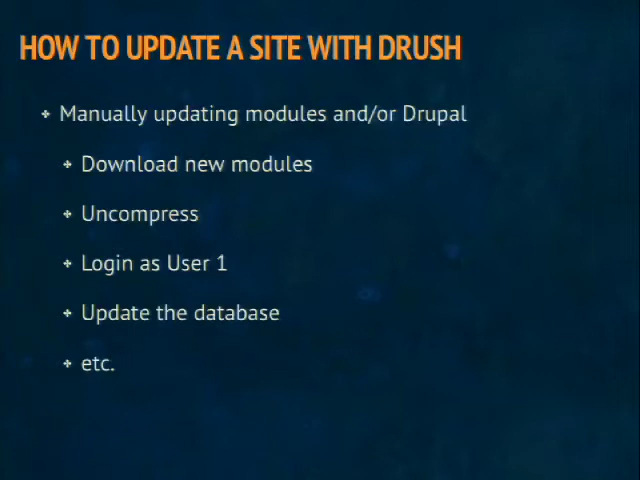 HOW TO UPDATE A SITE WITH DRUSH
Manually updating modules and/or Drupal
Download new modules
Uncompress
Login as User 1
Update the database
etc.